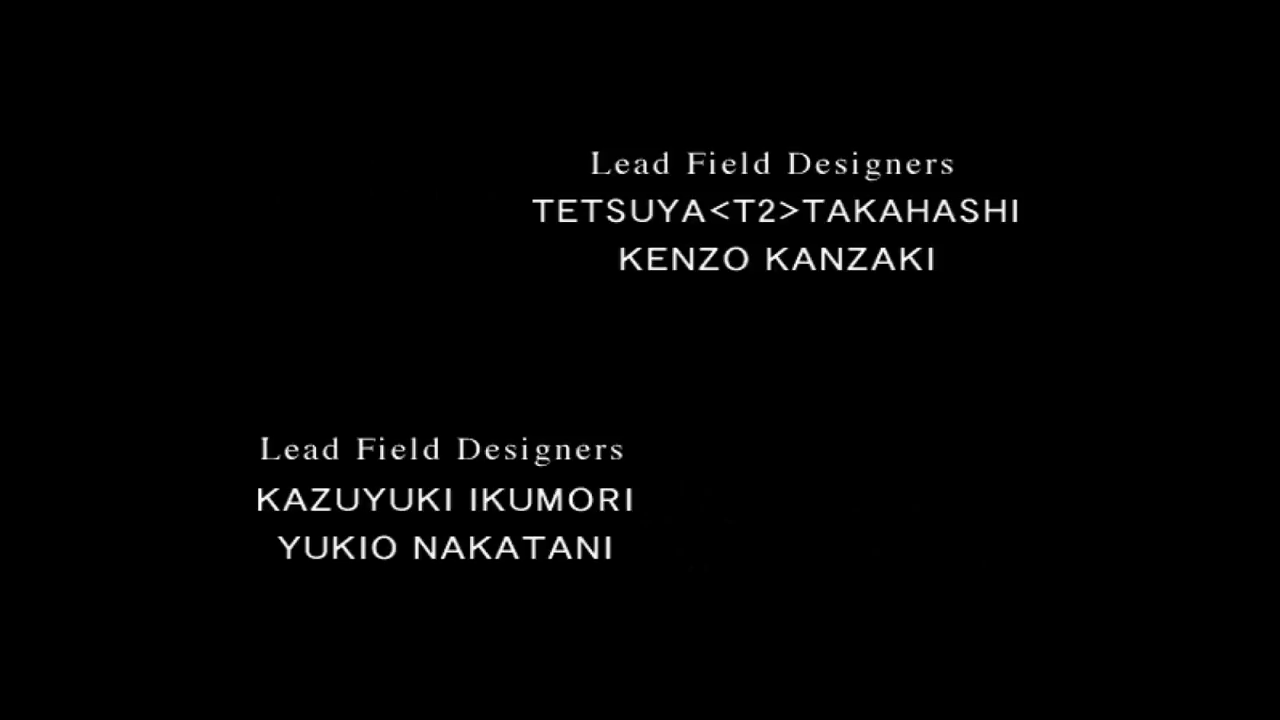 Lead Field Designers
TETSUYA<T2>TAKAHASHI
KENZO KANZAKI
Lead Field Designers
KAZUYUKI IKUMORI
YUKIO NAKATANI